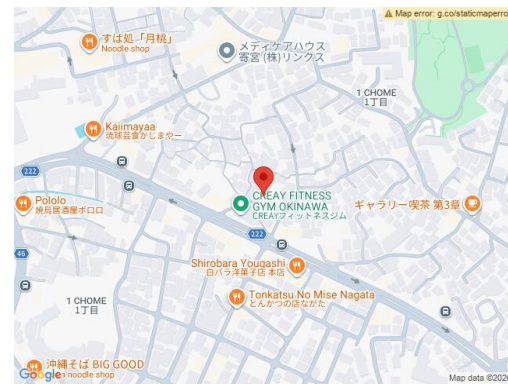 Map error: g.co/staticmaperro
すば処「月桃」
Noodle shop
メディケアハウス
寄宮 (株)リンクス
1 CHOME
1丁目
Kajimayaa
琉球芸食かじまやー
222
CREAY FITNESS
GYM OKINAWA
CREAYフィットネスジム
Pololo
焼鳥居酒屋ポロロ
ギャラリー喫茶 第3章
222
46
Shirobara Yougashi
白バラ洋菓子店 本店
Tonkatsu No Mise Nagata
とんかつの店ながた
1 CHOME
1丁目
沖縄そば BIG GOOD
noodle shop
Google
Map data ©2026